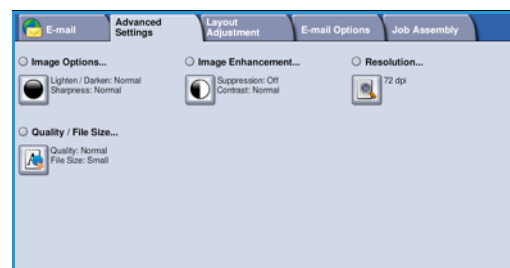 E-mail
Advanced
Settings
Layout
Adjustment
E-mail Options
Job Assembly
Image Options...
Lighten / Darken: Normal
Sharpness: Normal
Image Enhancement...
Suppression: Off
Contrast: Normal
Resolution...
72 dpi
Quality / File Size...
Quality: Normal
File Size: Small